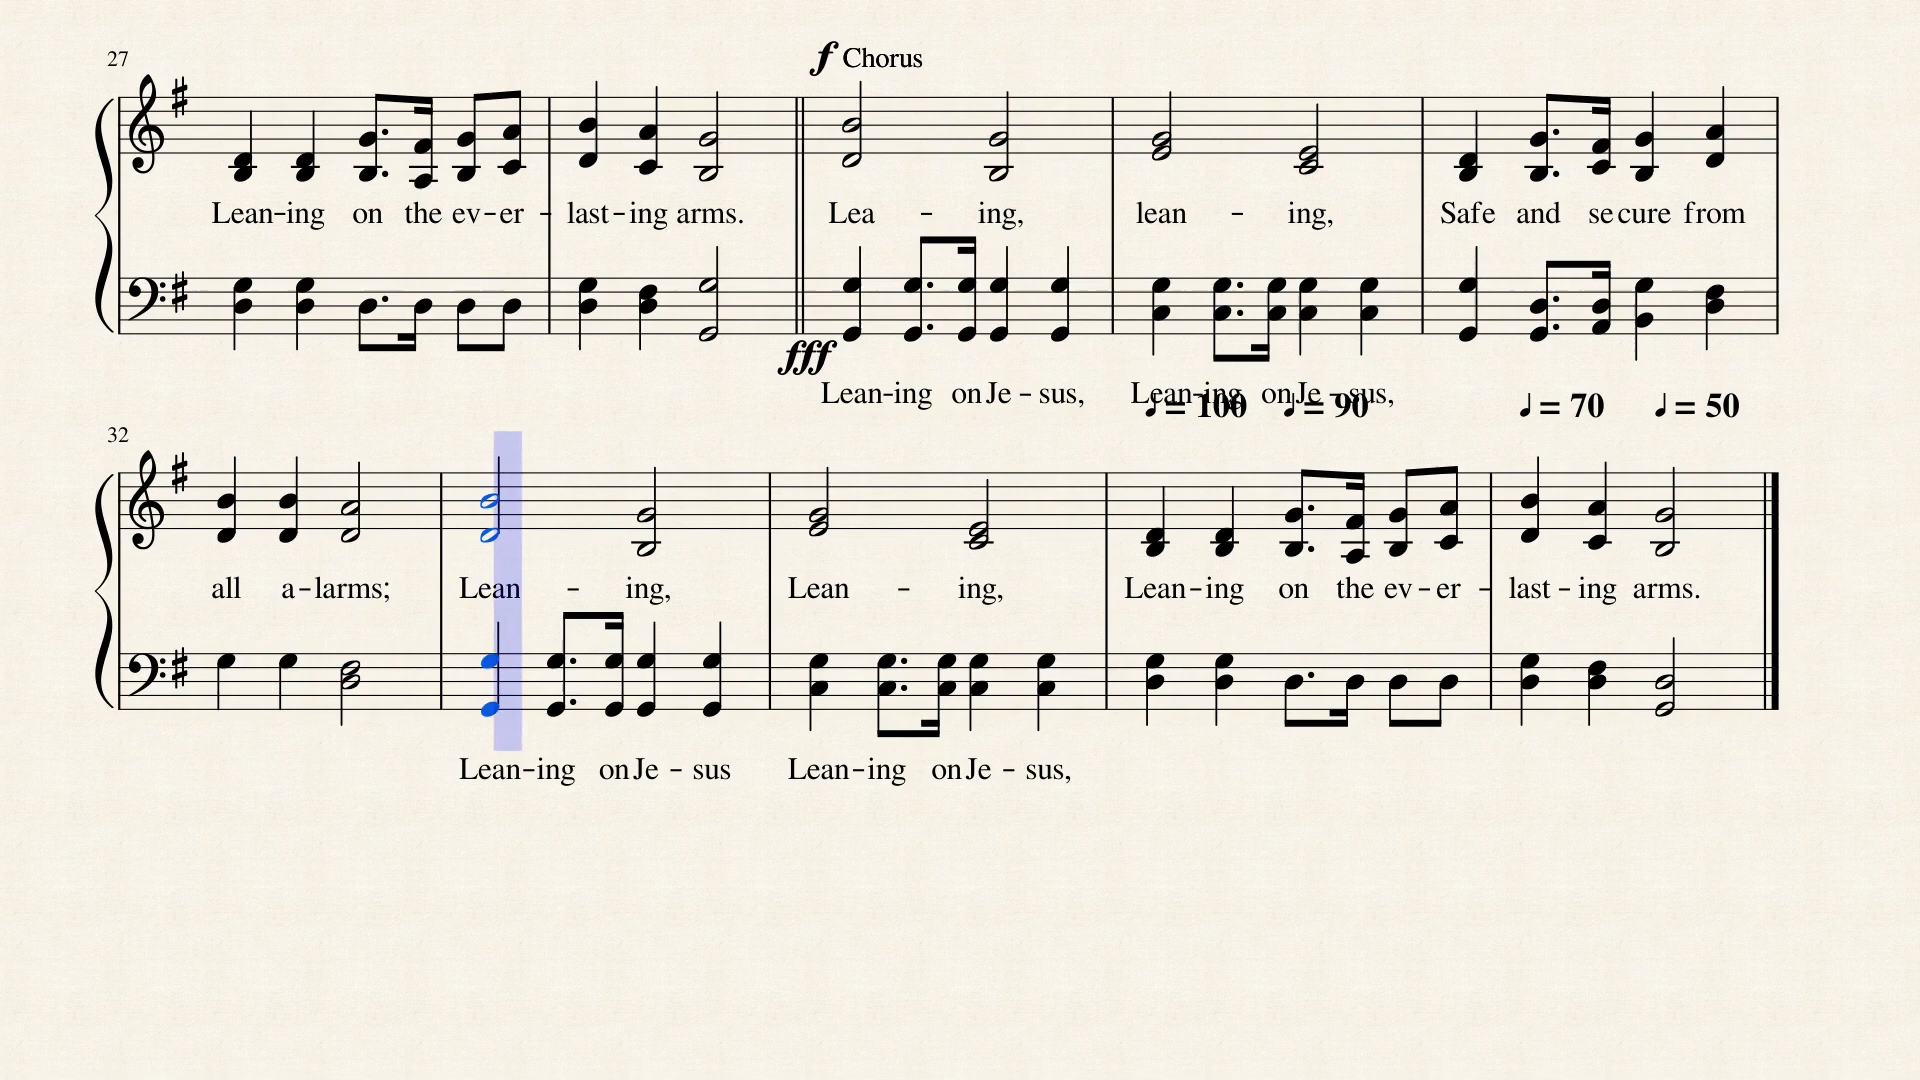 27
f Chorus
Lean-ing on the ev-er - last-ing arms. Lea - ing, lean - ing, Safe and se cure from
fff
Lean-ing on Je - sus, Lean-ing on Je - sus,
♩ = 100 ♩ = 90 ♩ = 70 ♩ = 50
32
all a-larms; Lean - ing, Lean - ing, Lean-ing on the ev-er - last-ing arms.
Lean-ing on Je - sus Lean-ing on Je - sus,